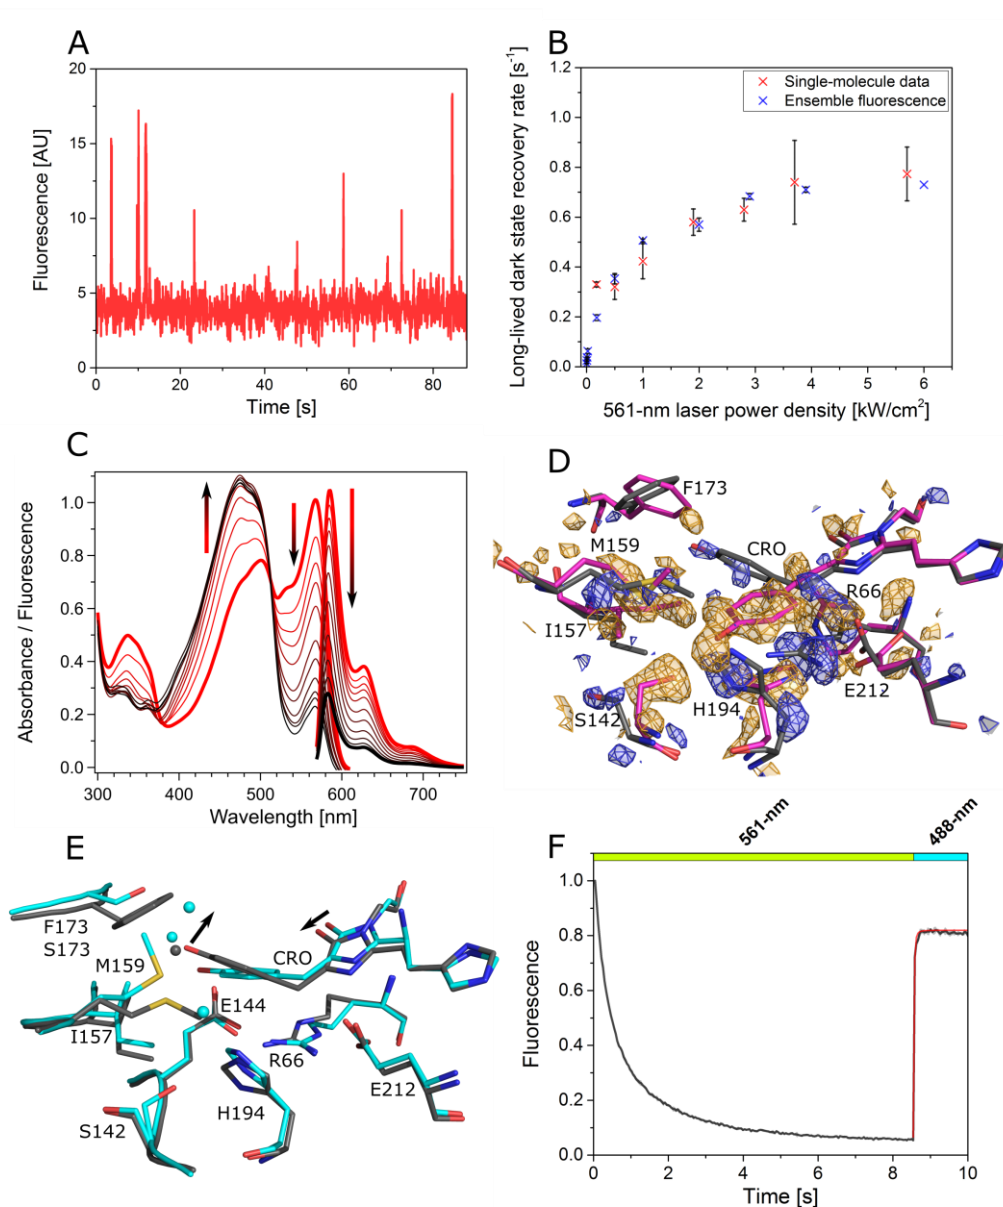 A
Fluorescence [AU]
20
15
10
5
0
0 20 40 60 80
Time [s]
B
Long-lived dark state recovery rate [s⁻¹]
1.2
1.0
0.8
0.6
0.4
0.2
0.0
Single-molecule data
Ensemble fluorescence
0 1 2 3 4 5 6
561-nm laser power density [kW/cm²]
C
Absorbance / Fluorescence
1.0
0.8
0.6
0.4
0.2
0.0
300 400 500 600 700
Wavelength [nm]
D
F173
M159
CRO
R66
I157
E212
S142
H194
E
F173
S173
CRO
M159
E144
I157
R66
E212
H194
S142
F
561-nm
488-nm
Fluorescence
1.0
0.8
0.6
0.4
0.2
0.0
0 2 4 6 8 10
Time [s]